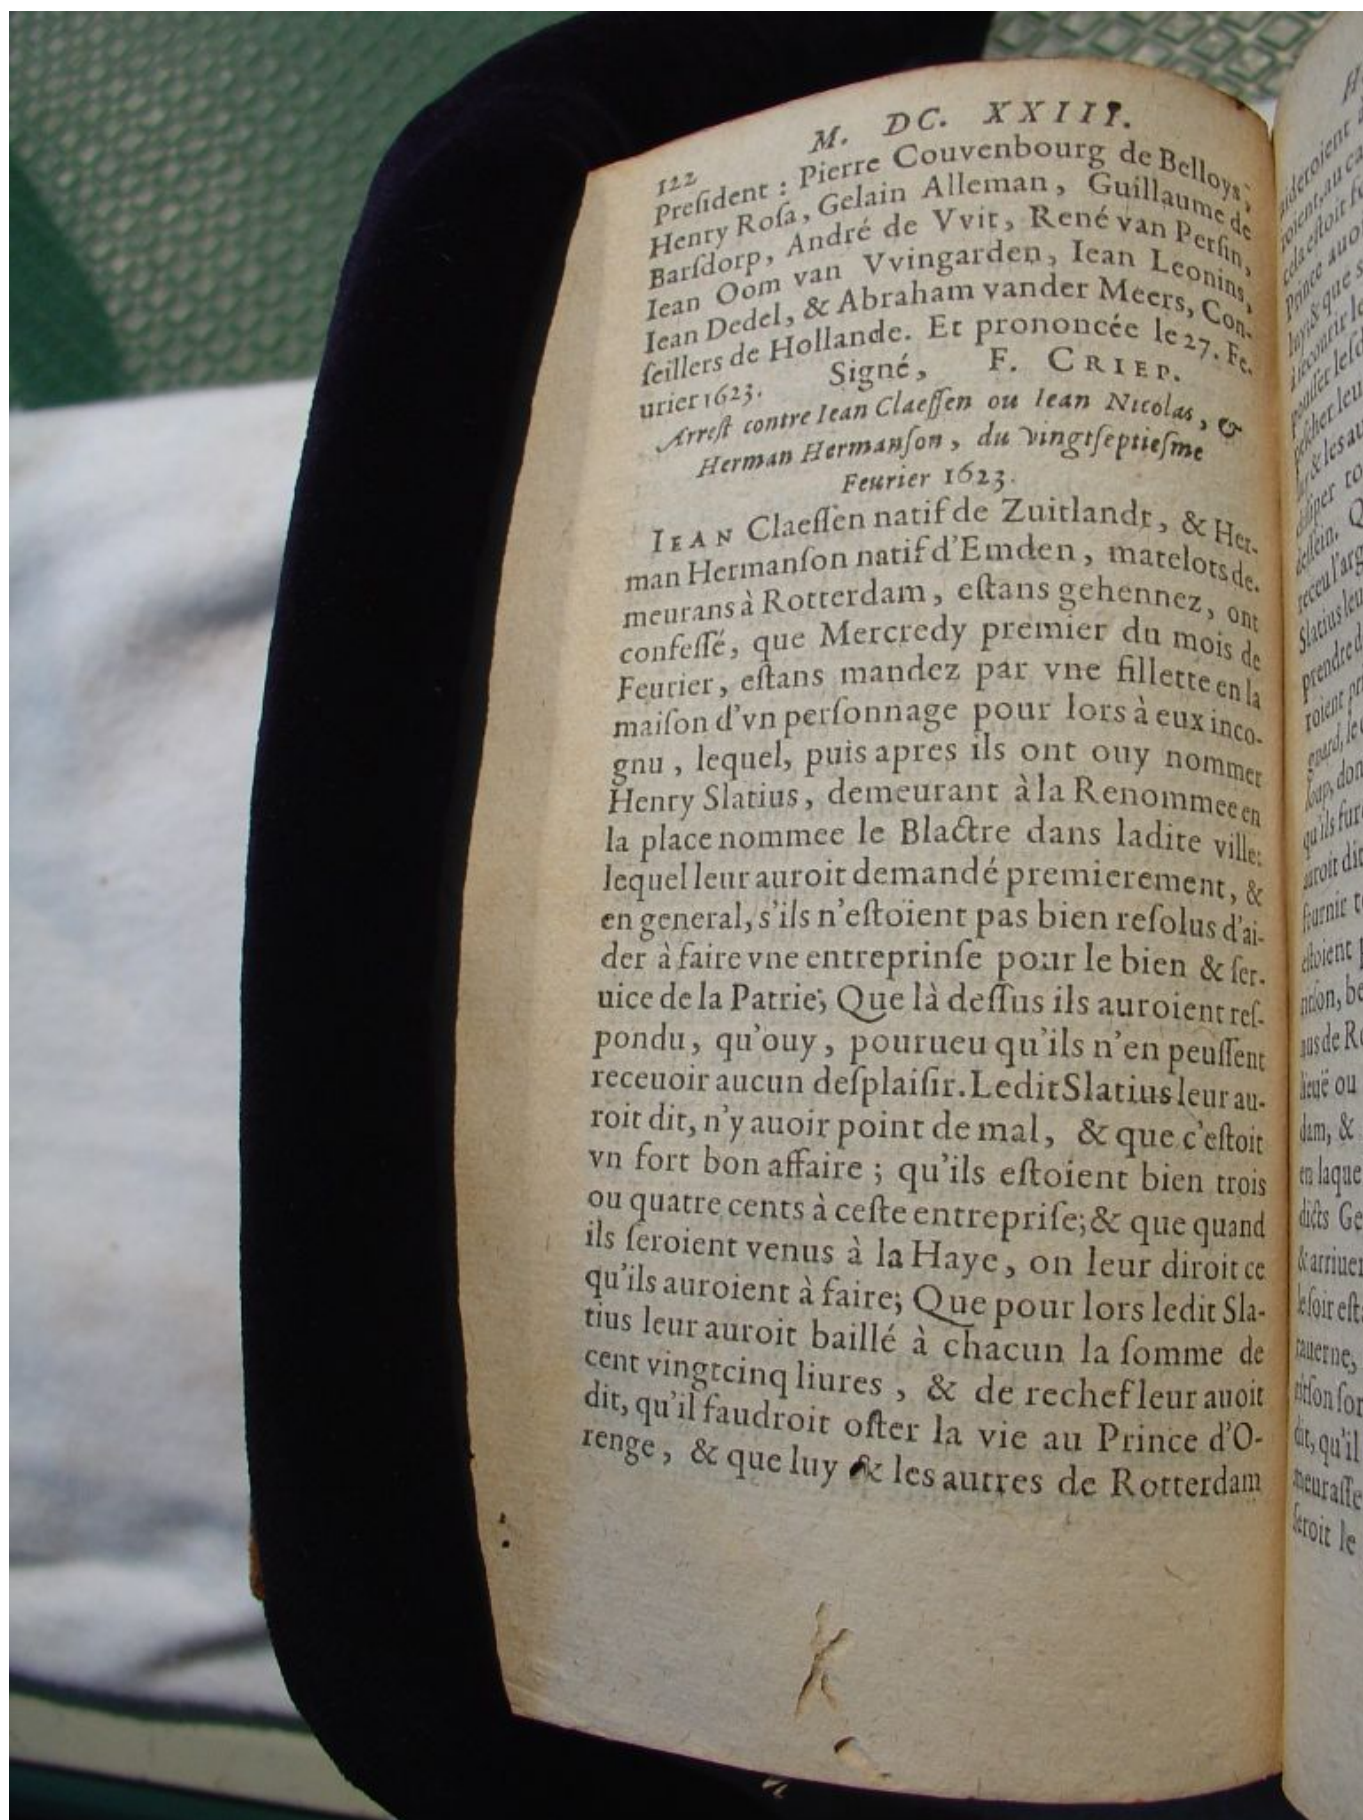 M. DC. XXIII.
122
President : Pierre Couvenbourg de Belloys,
Henry Rosa, Gelain Alleman, Guillaume de
Barsdorp, André de Vvit, René van Persin,
Iean Oom van Vvingarden, Iean Leonins,
Iean Dedel, & Abraham vander Meers, Con-
seillers de Hollande. Et prononcée le 27. Fe-
urier 1623. Signé, F. CRIEP.
Arrest contre Iean Claessen ou Iean Nicolas, &
Herman Hermanson, du vingtseptiesme
Feurier 1623.
IEAN Claessen natif de Zuitlandt, & Her-
man Hermanson natif d'Emden, matelots de-
meurans à Rotterdam, estans gehennez, ont
confessé, que Mercredy premier du mois de
Feurier, estans mandez par vne fillette en la
maison d'vn personnage pour lors à eux inco-
gnu, lequel, puis apres ils ont ouy nommer
Henry Slatius, demeurant à la Renommee en
la place nommee le Blactre dans ladite ville:
lequel leur auroit demandé premierement, &
en general, s'ils n'estoient pas bien resolus d'ai-
der à faire vne entreprinse pour le bien & ser-
uice de la Patrie; Que là dessus ils auroient res-
pondu, qu'ouy, pourueu qu'ils n'en peussent
receuoir aucun desplaisir. Ledit Slatius leur au-
roit dit, n'y auoir point de mal, & que c'estoit
vn fort bon affaire ; qu'ils estoient bien trois
ou quatre cents à ceste entreprise; & que quand
ils seroient venus à la Haye, on leur diroit ce
qu'ils auroient à faire; Que pour lors ledit Sla-
tius leur auroit baillé à chacun la somme de
cent vingtcinq liures, & de rechef leur auoit
dit, qu'il faudroit oster la vie au Prince d'O-
renge, & que luy & les autres de Rotterdam